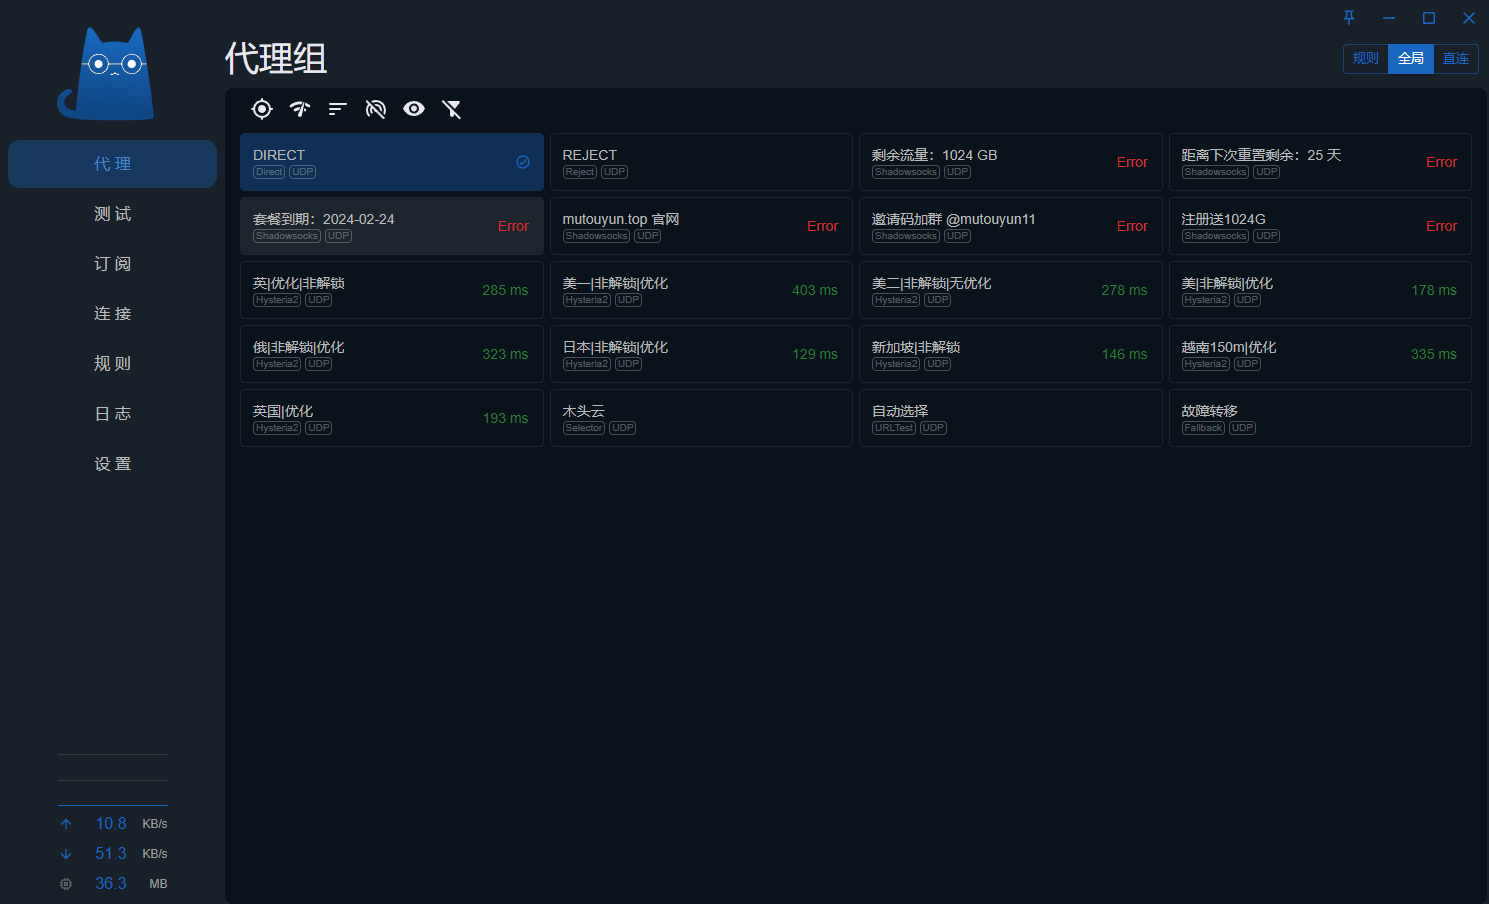 代理组
规则 全局 直连
代 理
测 试
订 阅
连 接
规 则
日 志
设 置
DIRECT
Direct UDP
REJECT
Reject UDP
剩余流量：1024 GB
Shadowsocks UDP
Error
距离下次重置剩余：25 天
Shadowsocks UDP
Error
套餐到期：2024-02-24
Shadowsocks UDP
Error
mutouyun.top 官网
Shadowsocks UDP
Error
邀请码加群 @mutouyun11
Shadowsocks UDP
Error
注册送1024G
Shadowsocks UDP
Error
英|优化|非解锁
Hysteria2 UDP
285 ms
美一|非解锁|优化
Hysteria2 UDP
403 ms
美二|非解锁|无优化
Hysteria2 UDP
278 ms
美|非解锁|优化
Hysteria2 UDP
178 ms
俄|非解锁|优化
Hysteria2 UDP
323 ms
日本|非解锁|优化
Hysteria2 UDP
129 ms
新加坡|非解锁
Hysteria2 UDP
146 ms
越南150m|优化
Hysteria2 UDP
335 ms
英国|优化
Hysteria2 UDP
193 ms
木头云
Selector UDP
自动选择
URLTest UDP
故障转移
Fallback UDP
10.8 KB/s
51.3 KB/s
36.3 MB